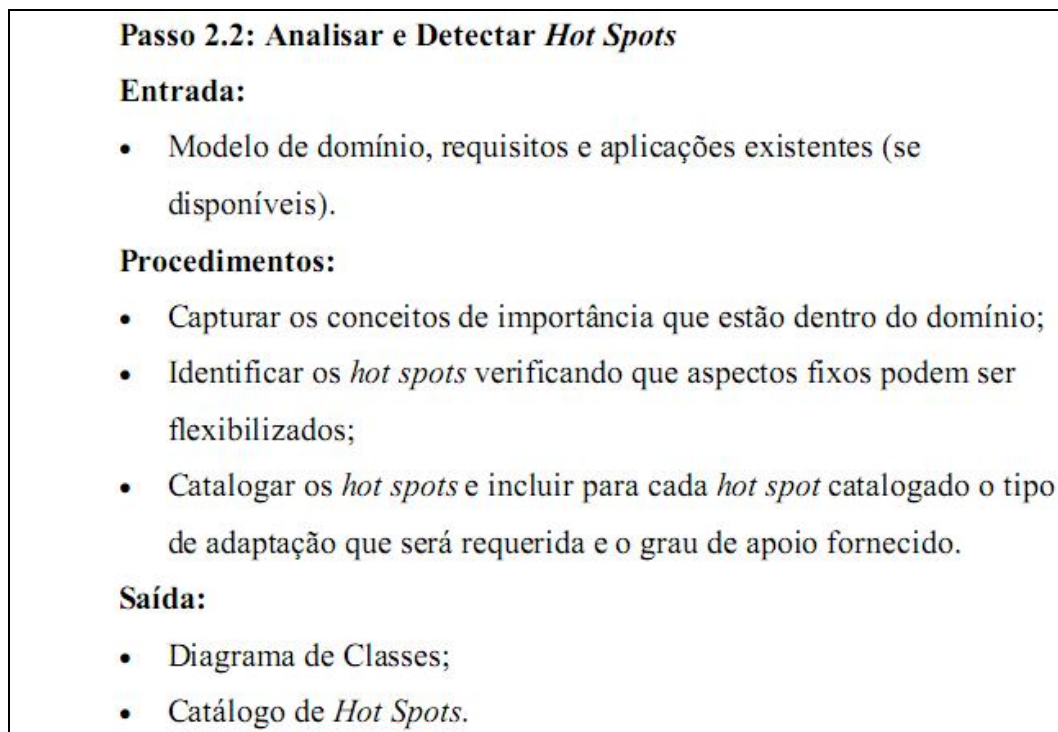 Passo 2.2: Analisar e Detectar Hot Spots
Entrada:
• Modelo de domínio, requisitos e aplicações existentes (se
disponíveis).
Procedimentos:
• Capturar os conceitos de importância que estão dentro do domínio;
• Identificar os hot spots verificando que aspectos fixos podem ser
flexibilizados;
• Catalogar os hot spots e incluir para cada hot spot catalogado o tipo
de adaptação que será requerida e o grau de apoio fornecido.
Saída:
• Diagrama de Classes;
• Catálogo de Hot Spots.